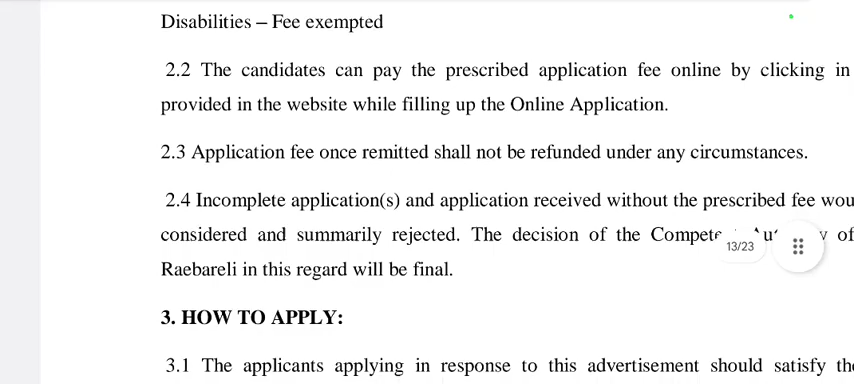 Disabilities – Fee exempted
2.2 The candidates can pay the prescribed application fee online by clicking in
provided in the website while filling up the Online Application.
2.3 Application fee once remitted shall not be refunded under any circumstances.
2.4 Incomplete application(s) and application received without the prescribed fee wou
considered and summarily rejected. The decision of the of
13/23
Raebareli in this regard will be final.
3. HOW TO APPLY:
3.1 The applicants applying in response to this advertisement should satisfy the